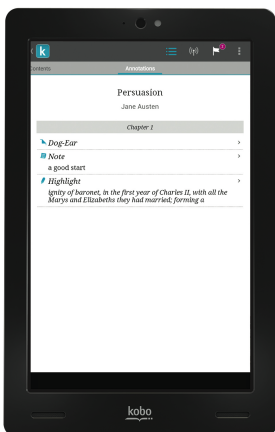 k
1
Contents
Annotations
Persuasion
Jane Austen
Chapter 1
Dog-Ear
Note
a good start
Highlight
ignity of baronet, in the first year of Charles II, with all the
Marys and Elizabeths they had married; forming a
kobo